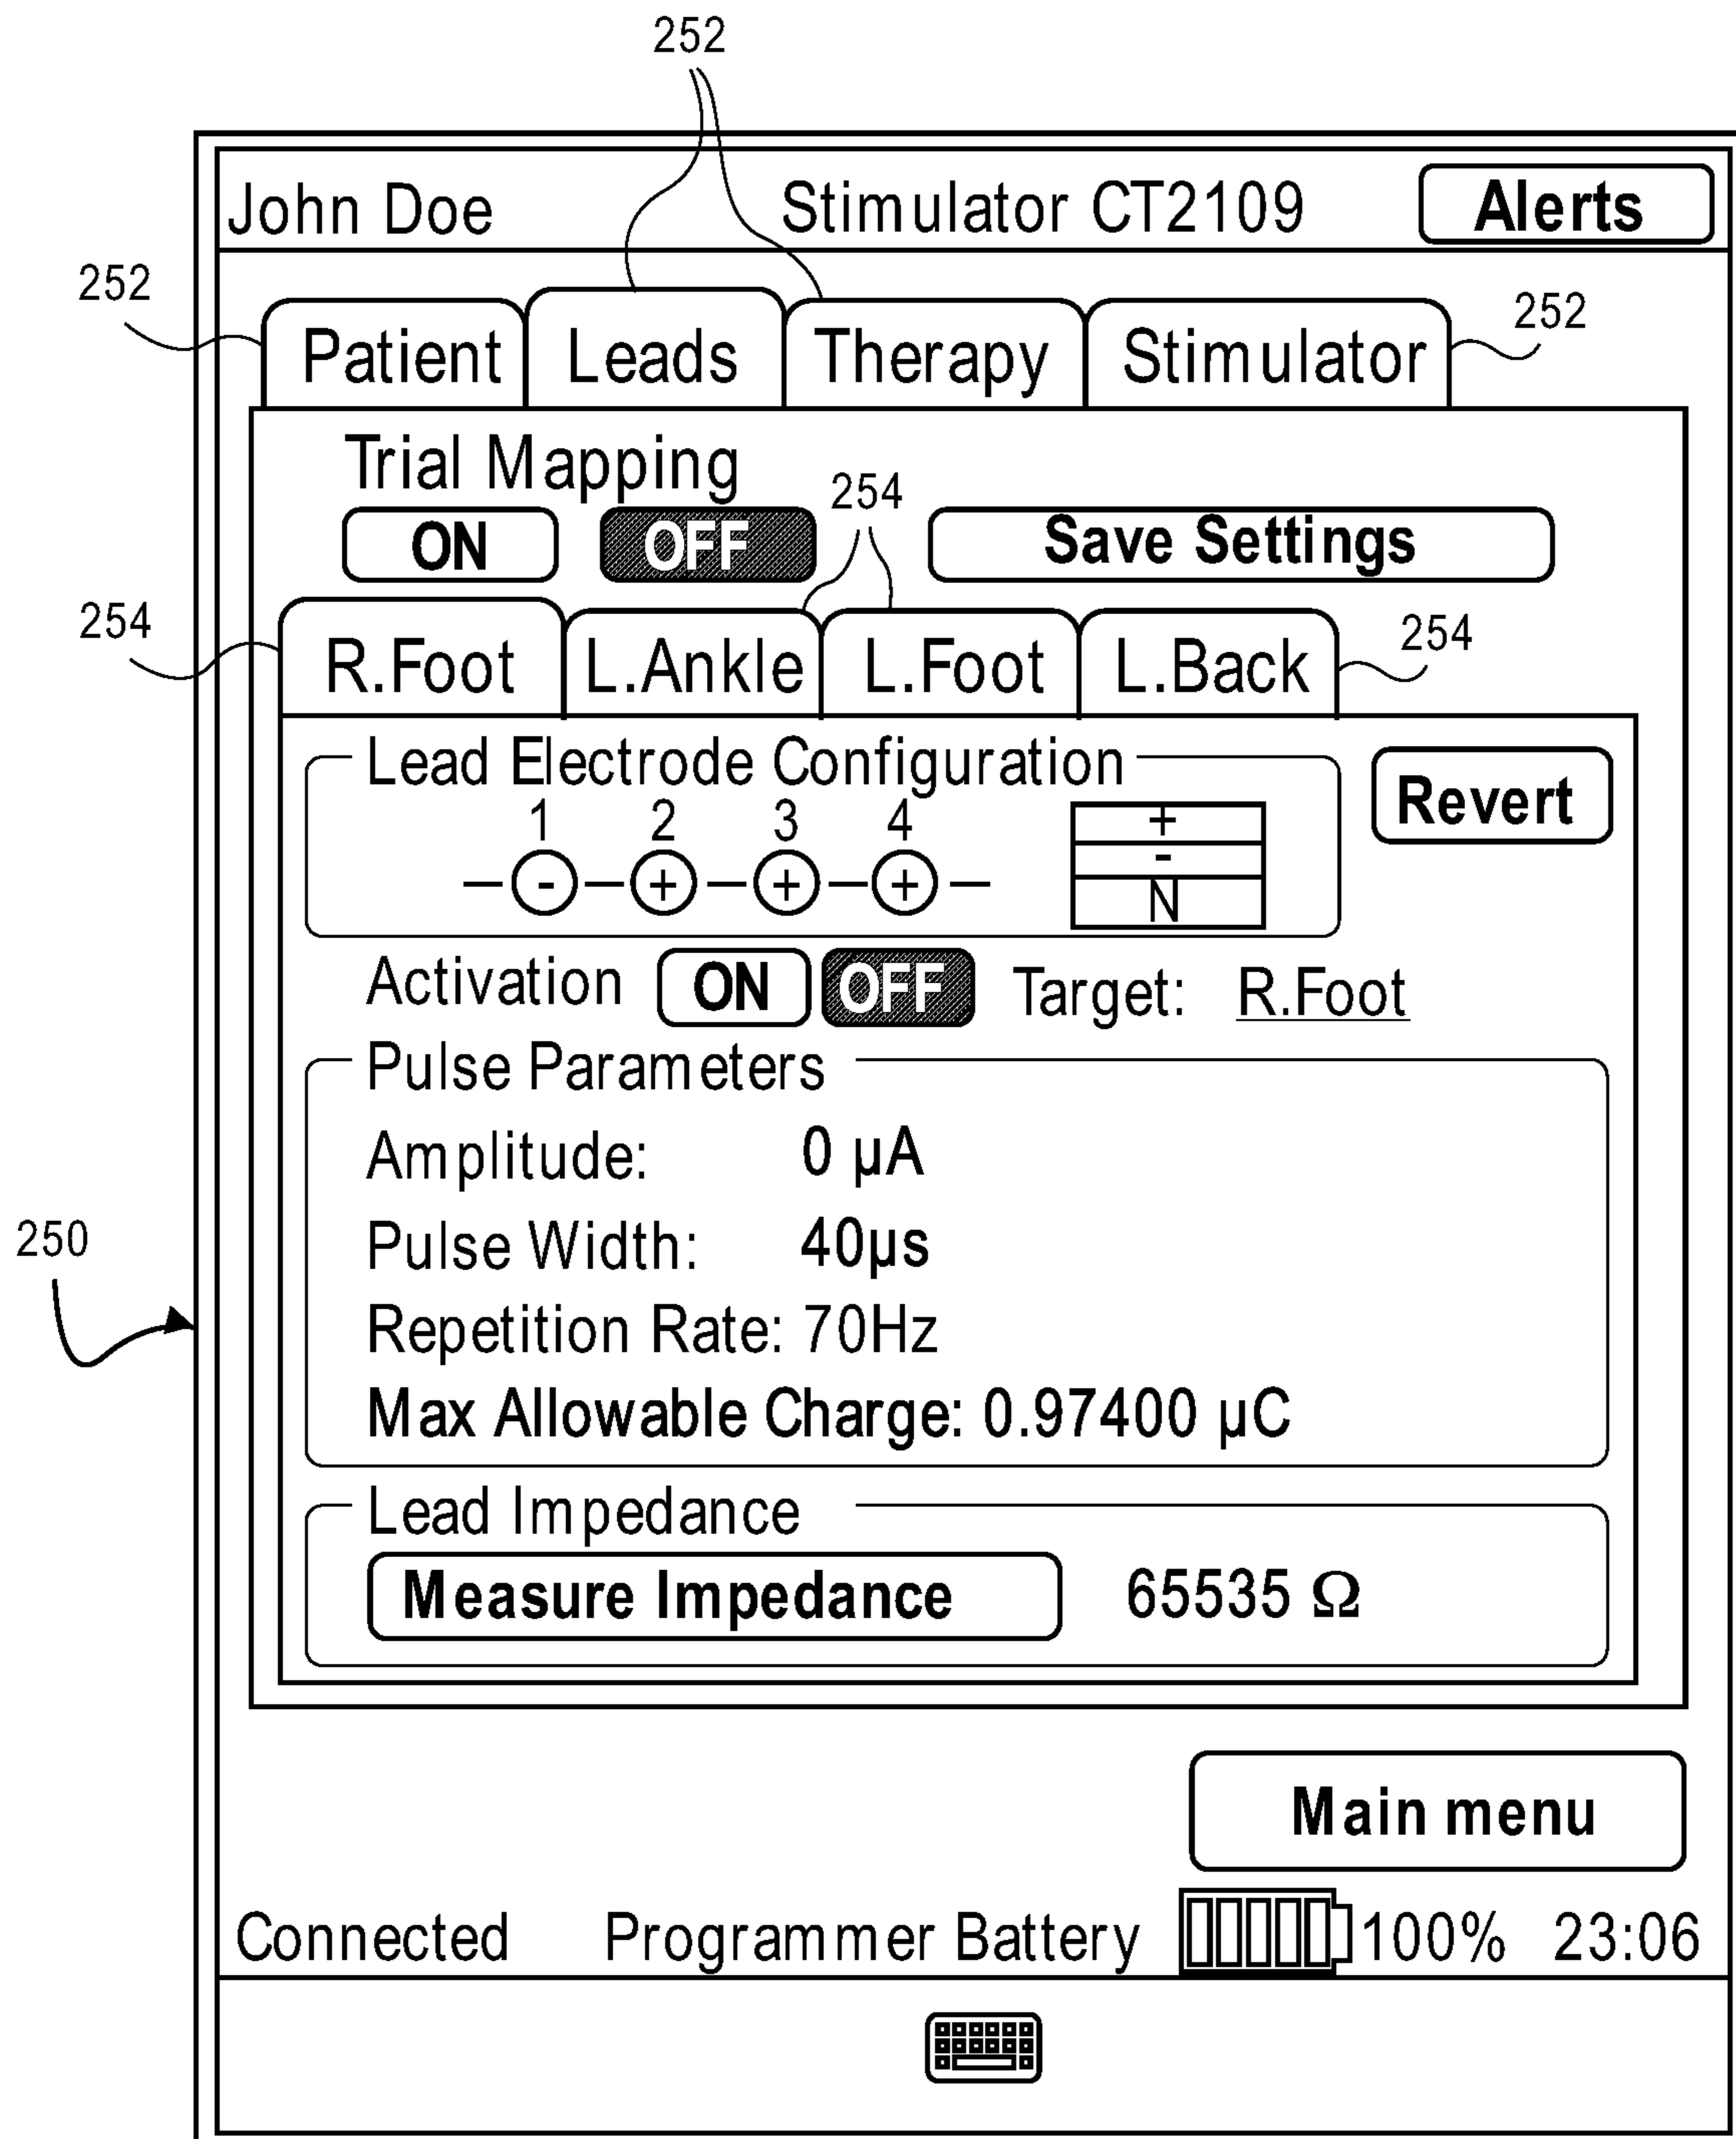 252
John Doe Stimulator CT2109 Alerts
252 252
Patient Leads Therapy Stimulator
Trial Mapping
254
ON OFF Save Settings
254 254
R.Foot L.Ankle L.Foot L.Back
Lead Electrode Configuration
Revert
1 2 3 4 +
-
- + + +
N
Activation ON OFF Target: R.Foot
Pulse Parameters
Amplitude: 0 µA
250 Pulse Width: 40µs
Repetition Rate: 70Hz
Max Allowable Charge: 0.97400 µC
Lead Impedance
Measure Impedance 65535 Ω
Main menu
Connected Programmer Battery 100% 23:06